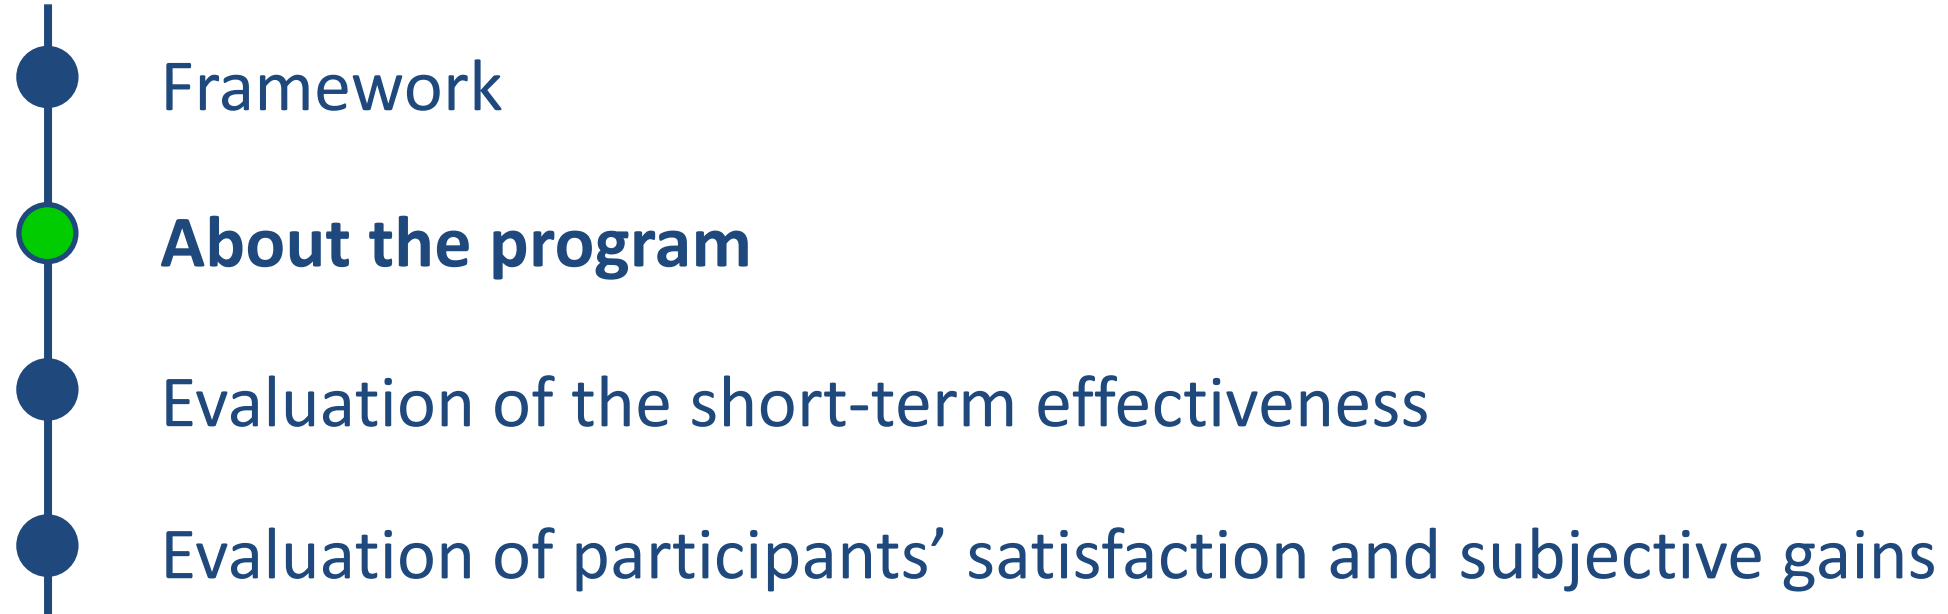 Framework
About the program
Evaluation of the short-term effectiveness
Evaluation of participants’ satisfaction and subjective gains